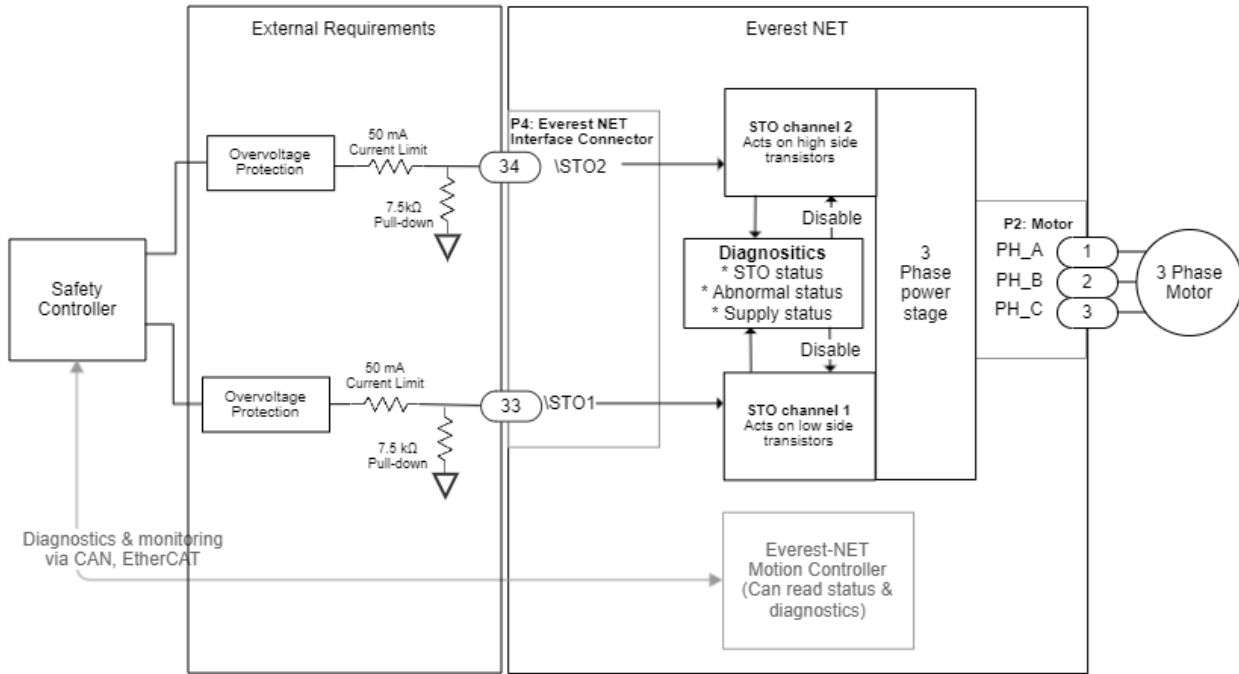 External Requirements
Everest NET
P4: Everest NET
Interface Connector
50 mA
Current Limit
Overvoltage
Protection
34
\STO2
7.5kΩ
Pull-down
STO channel 2
Acts on high side
transistors
Disable
Diagnositics
* STO status
* Abnormal status
* Supply status
Disable
3
Phase
power
stage
P2: Motor
PH_A
1
PH_B
2
PH_C
3
3 Phase
Motor
Safety
Controller
50 mA
Current Limit
Overvoltage
Protection
33
\STO1
7.5 kΩ
Pull-down
STO channel 1
Acts on low side
transistors
Diagnostics & monitoring
via CAN, EtherCAT
Everest-NET
Motion Controller
(Can read status &
diagnostics)